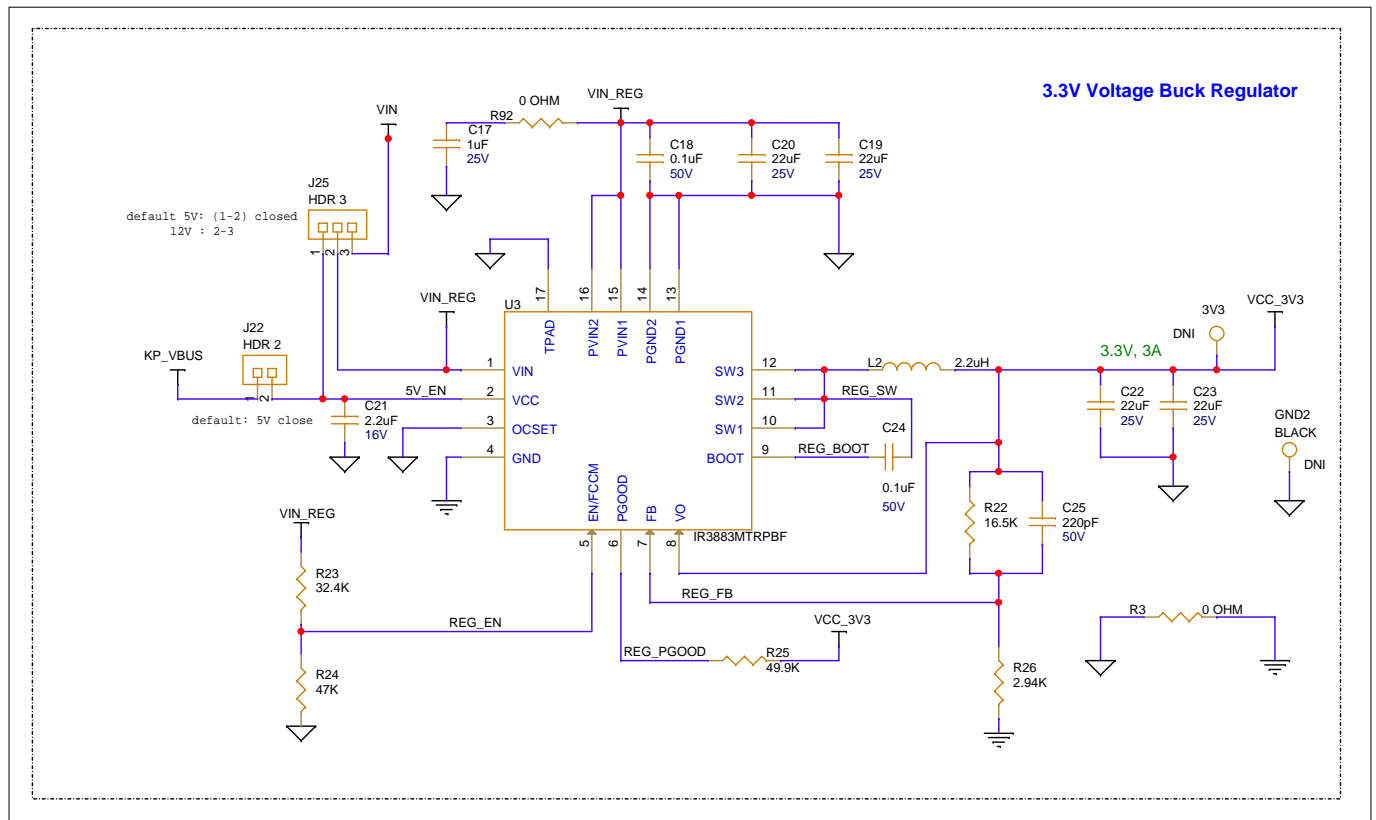 3.3V Voltage Buck Regulator
VIN_REG
0 OHM
R92
VIN
C17
1uF
25V
C18
0.1uF
50V
C20
22uF
25V
C19
22uF
25V
J25
HDR 3
default 5V: (1-2) closed
12V : 2-3
1
2
3
17
16
15
14
13
U3
TPAD
PVIN2
PVIN1
PGND2
PGND1
VIN_REG
J22
HDR 2
KP_VBUS
1
2
default: 5V close
5V_EN
C21
2.2uF
16V
1
VIN
2
VCC
3
OCSET
4
GND
SW3
12
SW2
11
SW1
10
BOOT
9
L2
2.2uH
REG_SW
C24
REG_BOOT
0.1uF
50V
3.3V, 3A
3V3
DNI
VCC_3V3
C22
22uF
25V
C23
22uF
25V
GND2
BLACK
DNI
EN/FCCM
PGOOD
FB
VO
5
6
7
8
IR3883MTRPBF
R22
16.5K
C25
220pF
50V
VIN_REG
R23
32.4K
REG_EN
R24
47K
REG_FB
REG_PGOOD
R25
49.9K
VCC_3V3
R26
2.94K
R3
0 OHM